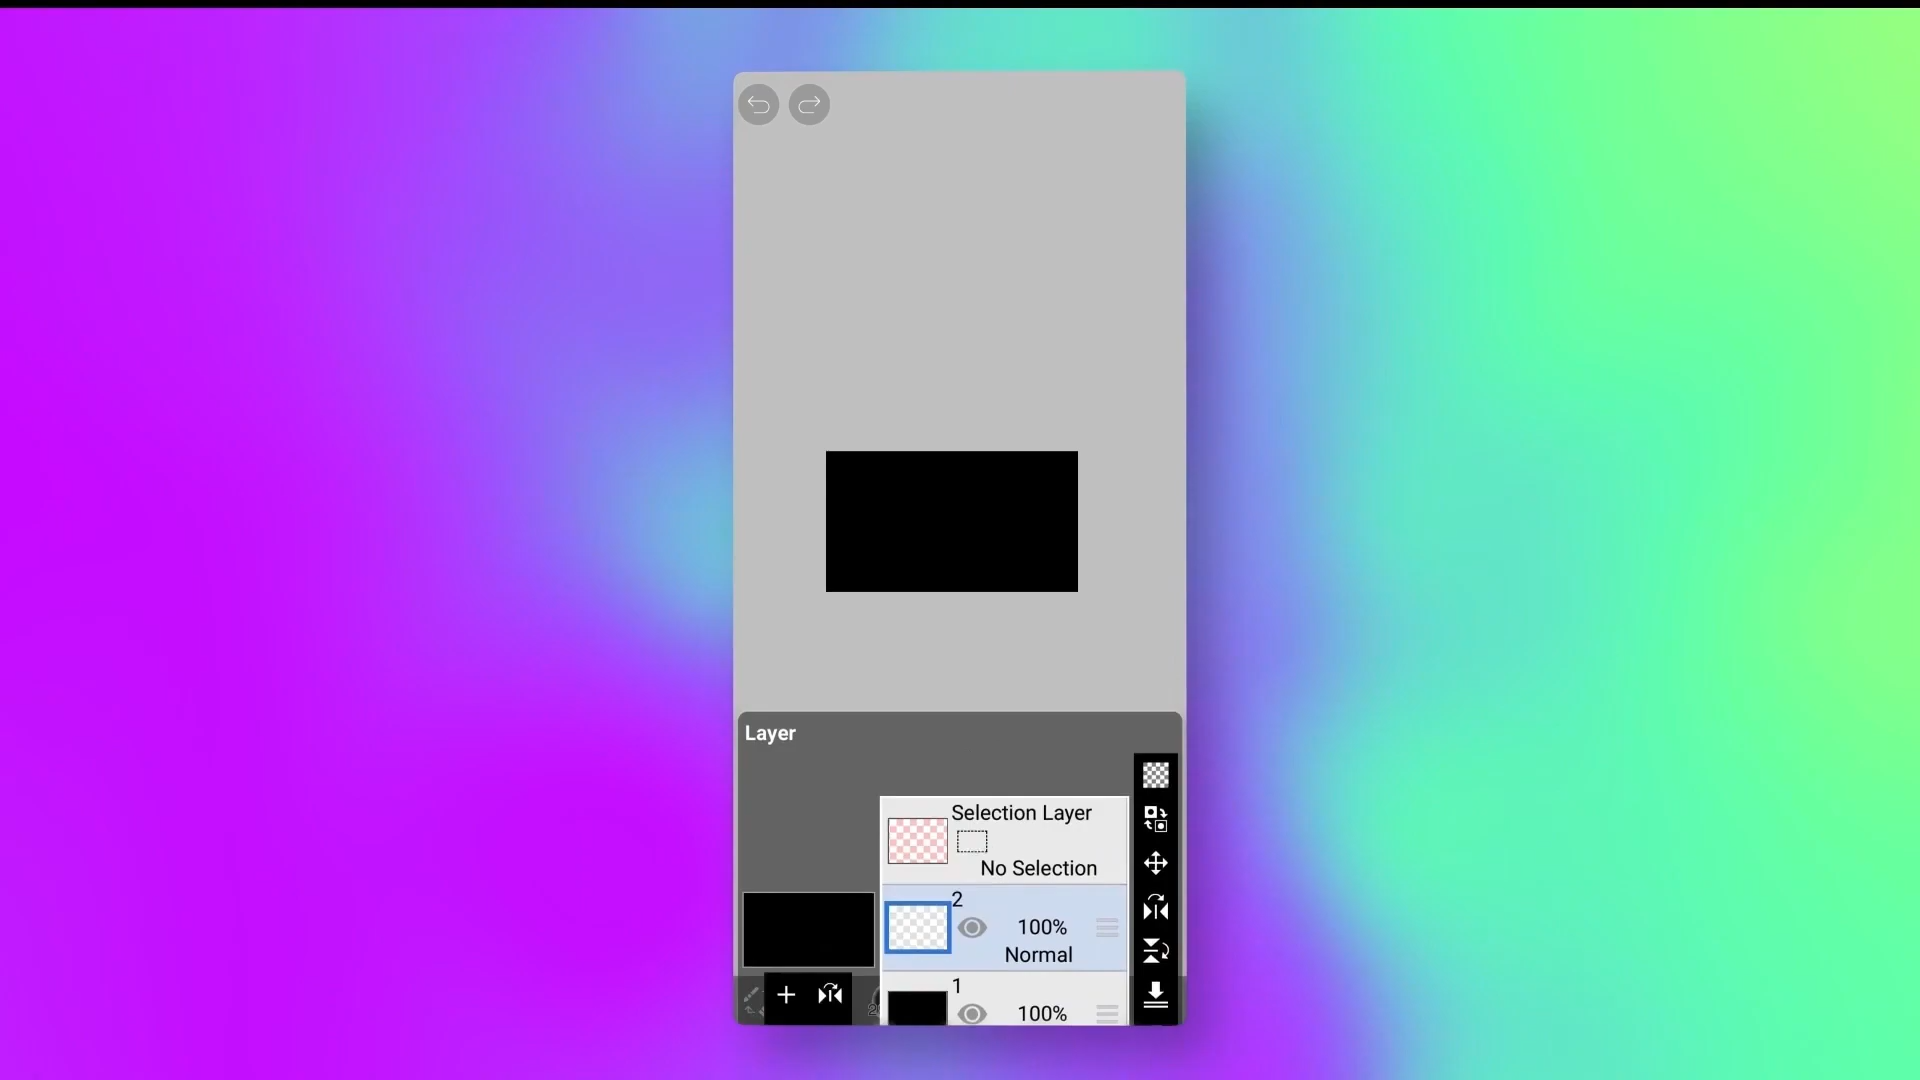 Layer
Selection Layer
No Selection
2
100%
Normal
1
100%